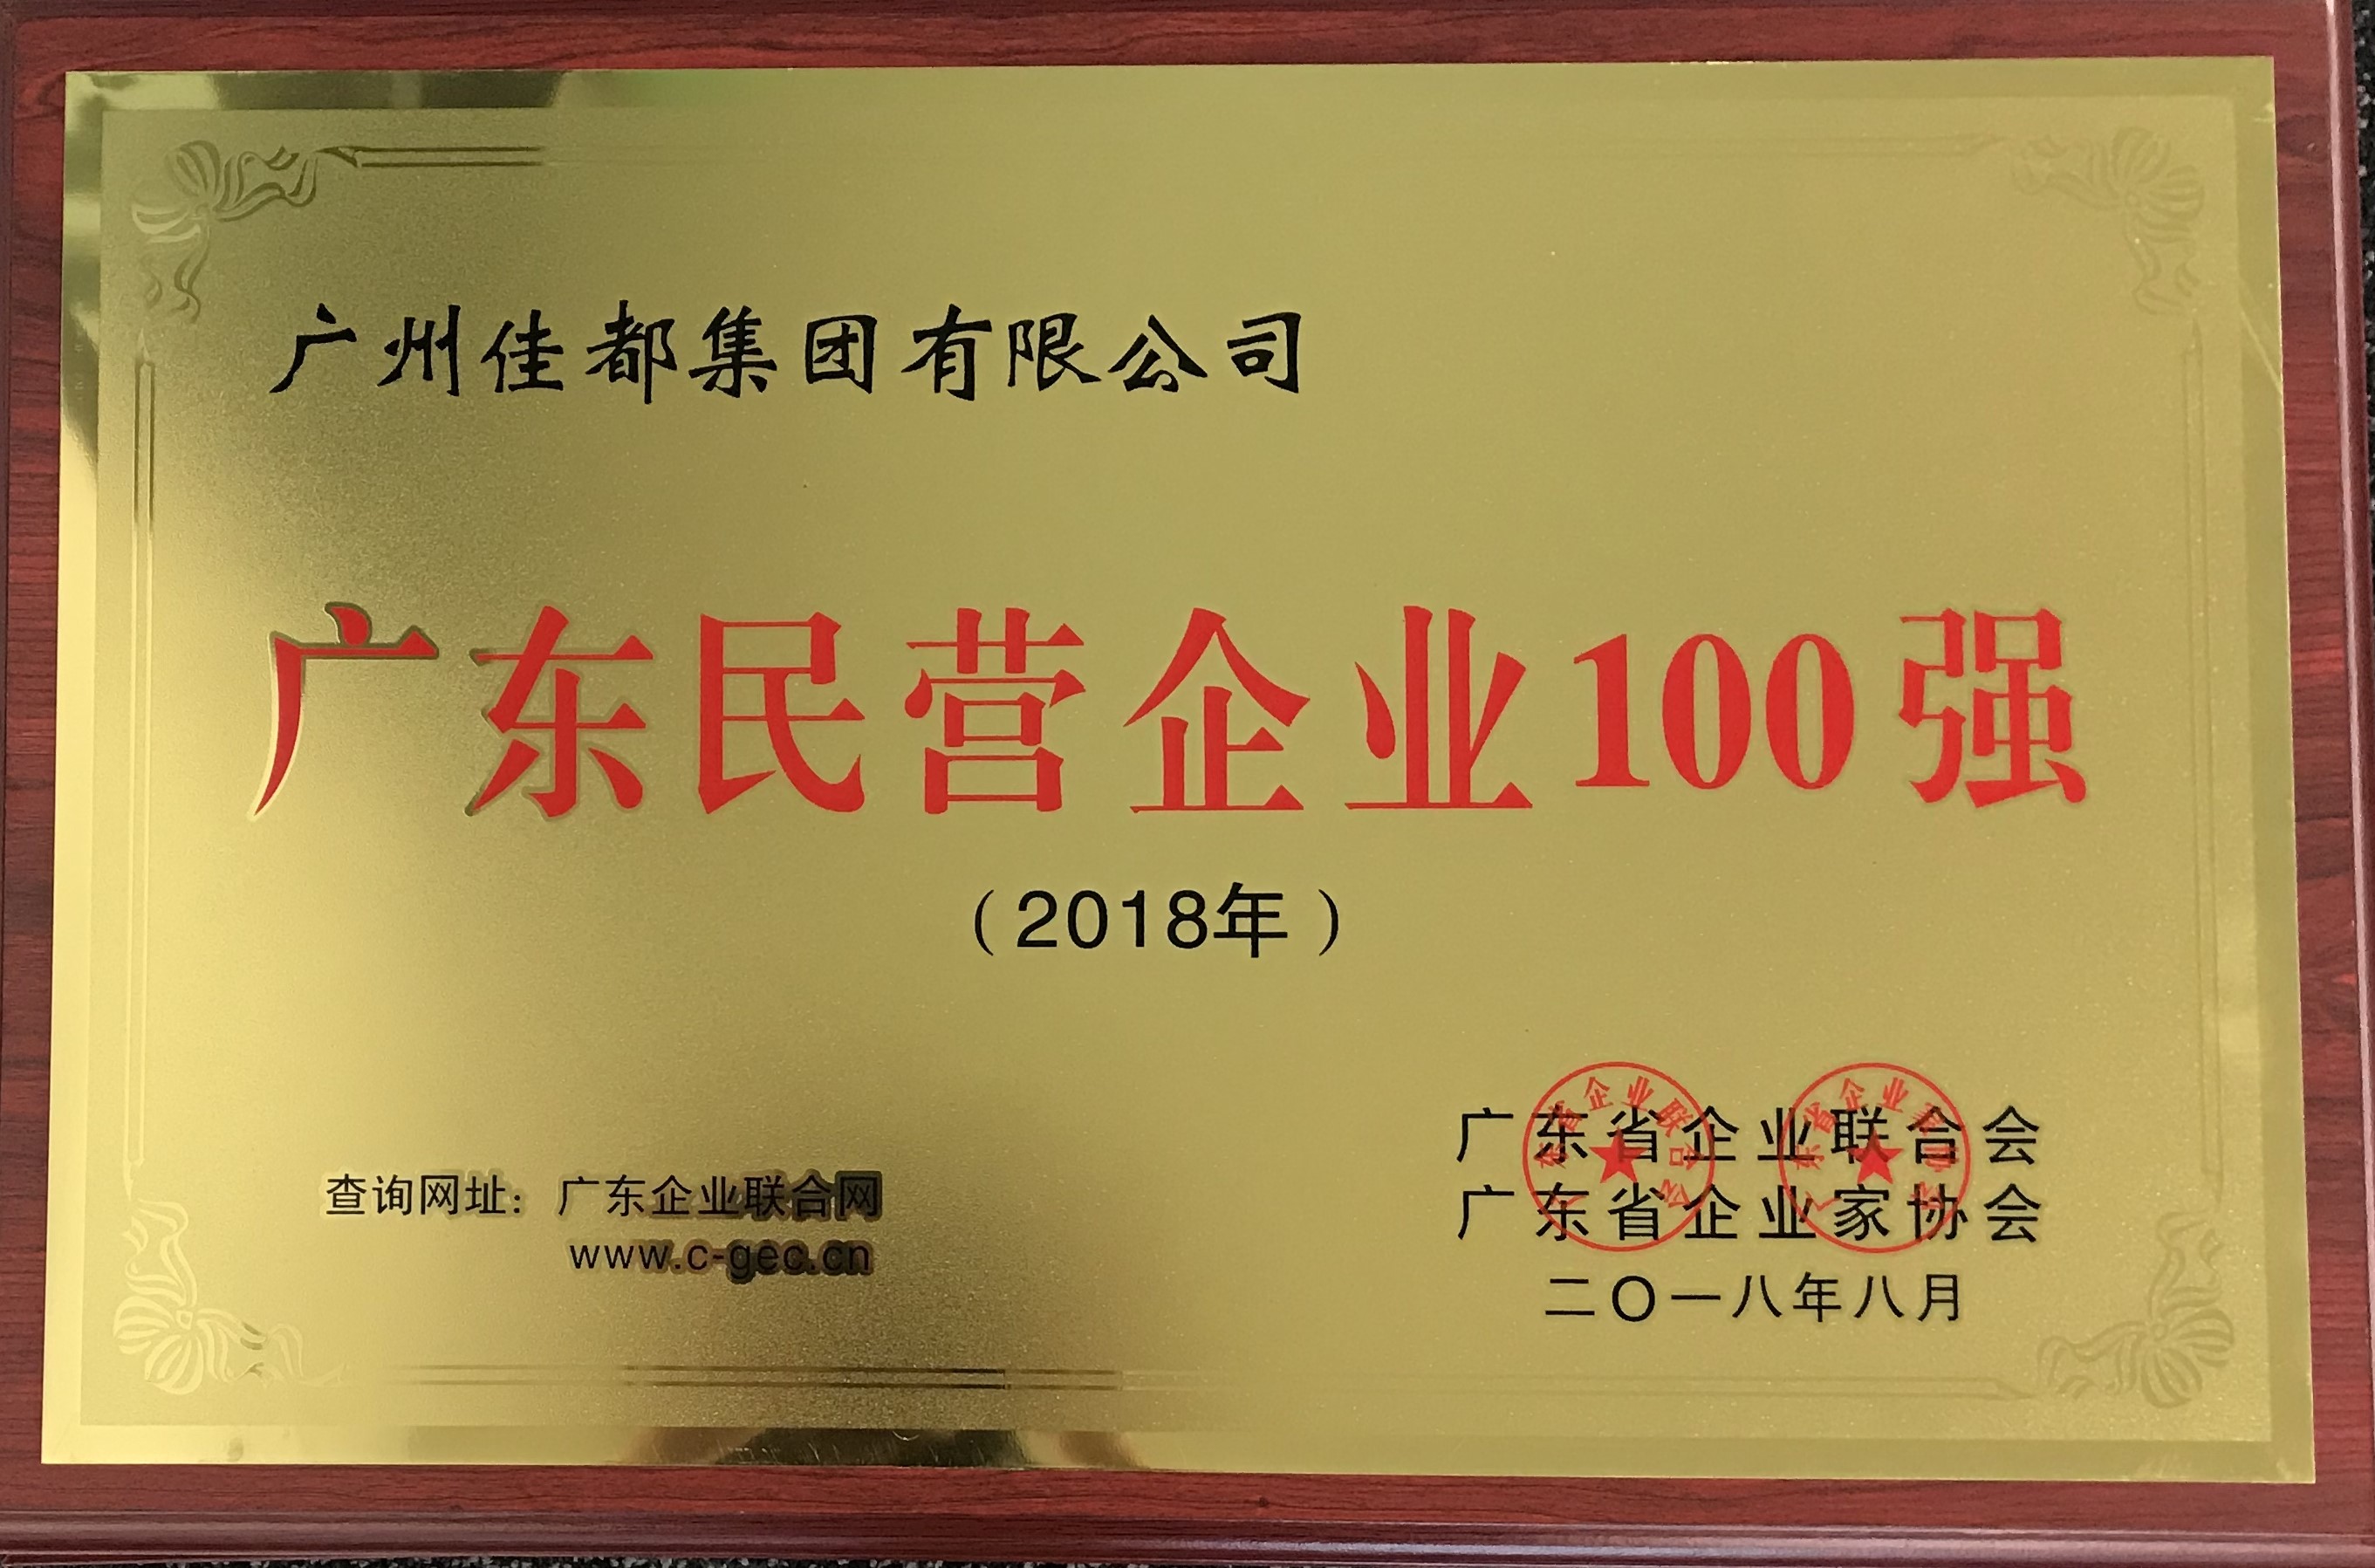 广州佳都集团有限公司
广东民营企业100强
（2018年）
查询网址：广东企业联合网
www.c-gec.cn
广东省企业联合会
广东省企业家协会
二〇一八年八月